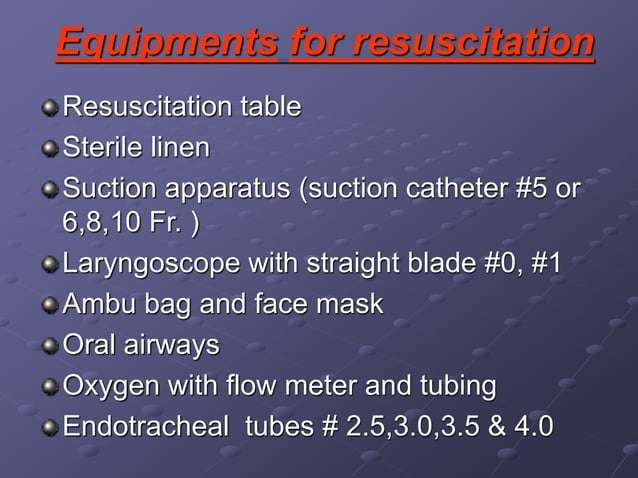 Equipments for resuscitation
Resuscitation table
Sterile linen
Suction apparatus (suction catheter #5 or
6,8,10 Fr. )
Laryngoscope with straight blade #0, #1
Ambu bag and face mask
Oral airways
Oxygen with flow meter and tubing
Endotracheal  tubes # 2.5,3.0,3.5 & 4.0